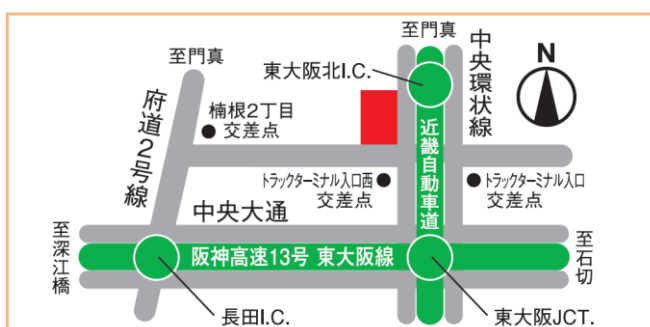 至門真
至門真
中央環状線
N
東大阪北I.C.
府道2号線
楠根2丁目
交差点
近畿自動車道
トラックターミナル入口西
交差点
トラックターミナル入口
交差点
中央大通
至深江橋
阪神高速13号 東大阪線
至石切
長田I.C.
東大阪JCT.